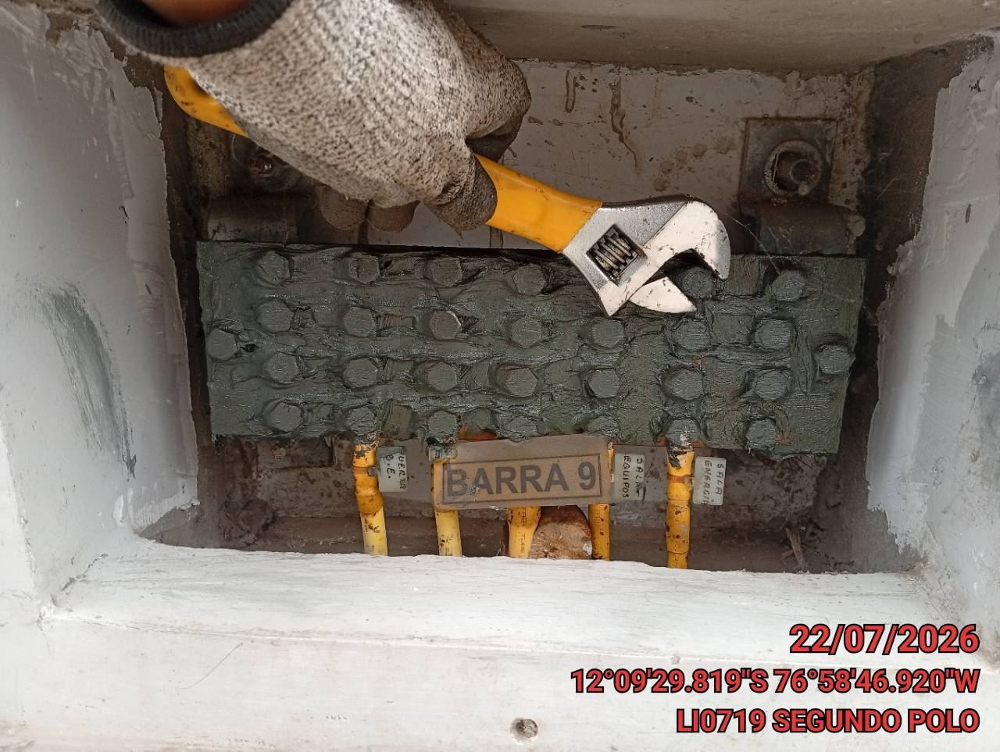 BARRA 9
B.E.
SALA
EQUIPOS
SALA
ENERGIA
22/07/2026
12°09'29.819"S 76°58'46.920"W
LI0719 SEGUNDO POLO